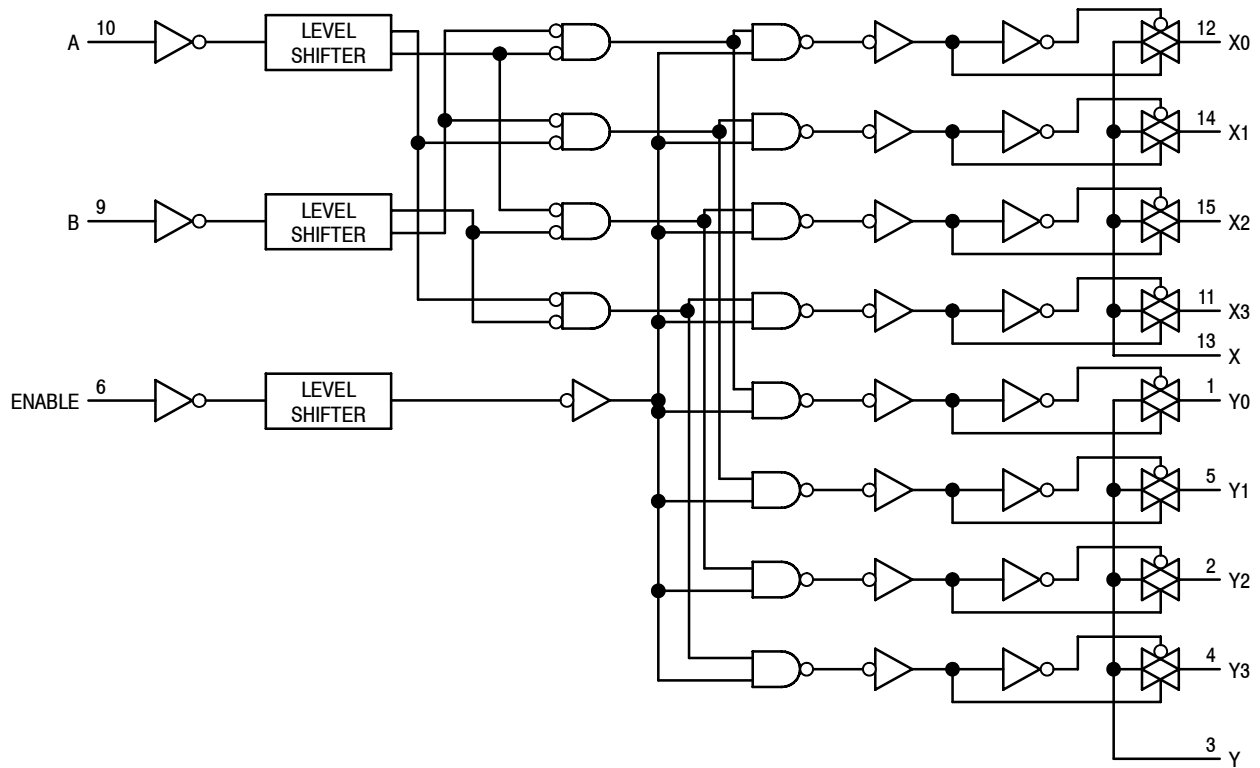 A 10 LEVEL SHIFTER 12 X0
14 X1
B 9 LEVEL SHIFTER 15 X2
11 X3
13 X
ENABLE 6 LEVEL SHIFTER 1 Y0
5 Y1
2 Y2
4 Y3
3 Y